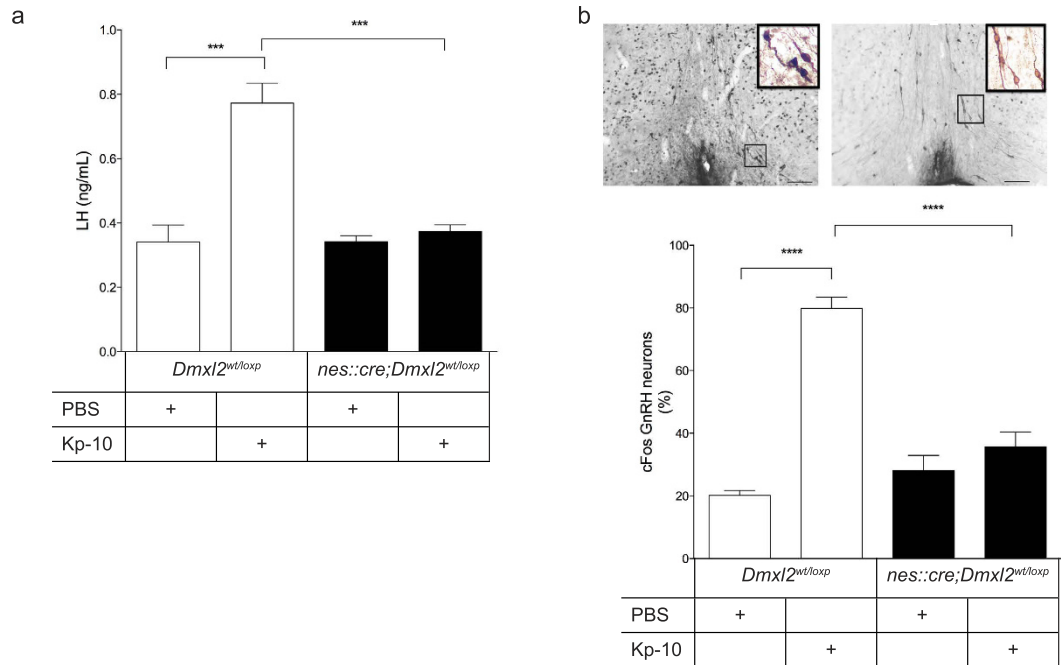 a
1.0
0.8
0.6
0.4
0.2
0.0
LH (ng/mL)
***
***
Dmxl2wt/loxp
nes::cre;Dmxl2wt/loxp
PBS + +
Kp-10 + +
b
100
80
60
40
20
0
cFos GnRH neurons
(%)
****
****
Dmxl2wt/loxp
nes::cre;Dmxl2wt/loxp
PBS + +
Kp-10 + +